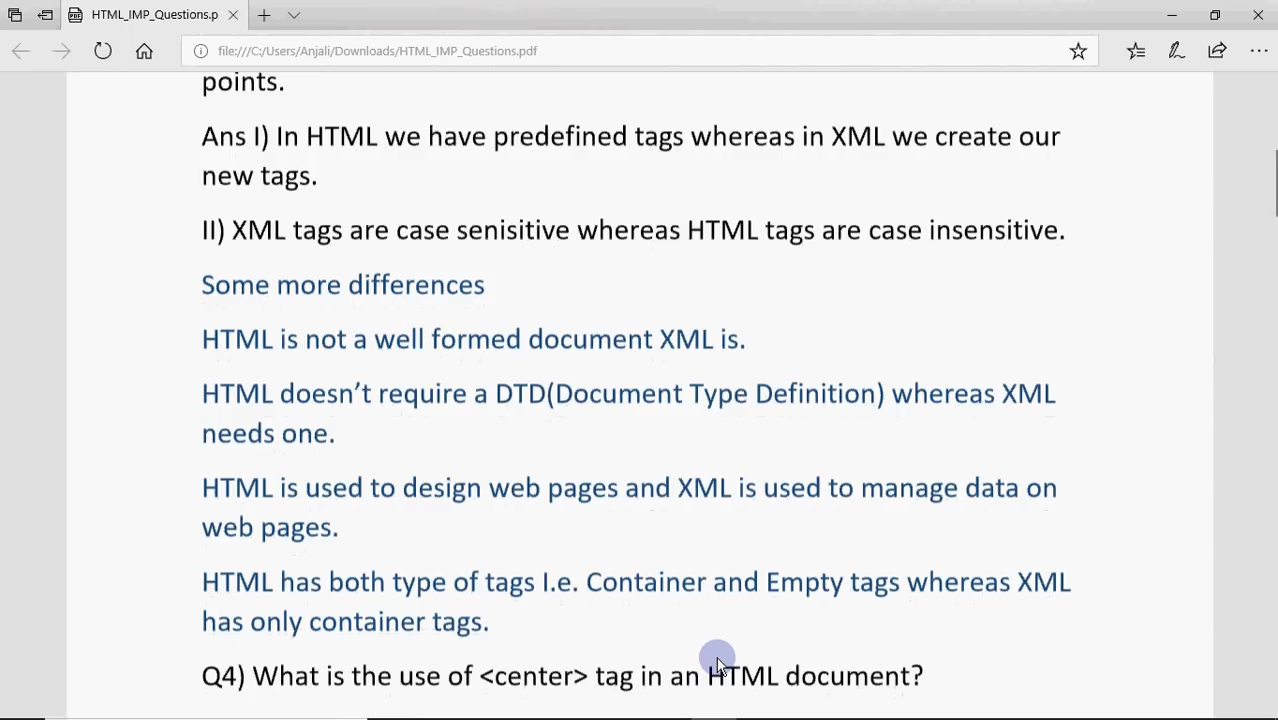 HTML_IMP_Questions.p
file:///C:/Users/Anjali/Downloads/HTML_IMP_Questions.pdf
points.
Ans I) In HTML we have predefined tags whereas in XML we create our
new tags.
II) XML tags are case senisitive whereas HTML tags are case insensitive.
Some more differences
HTML is not a well formed document XML is.
HTML doesn’t require a DTD(Document Type Definition) whereas XML
needs one.
HTML is used to design web pages and XML is used to manage data on
web pages.
HTML has both type of tags I.e. Container and Empty tags whereas XML
has only container tags.
Q4) What is the use of <center> tag in an HTML document?